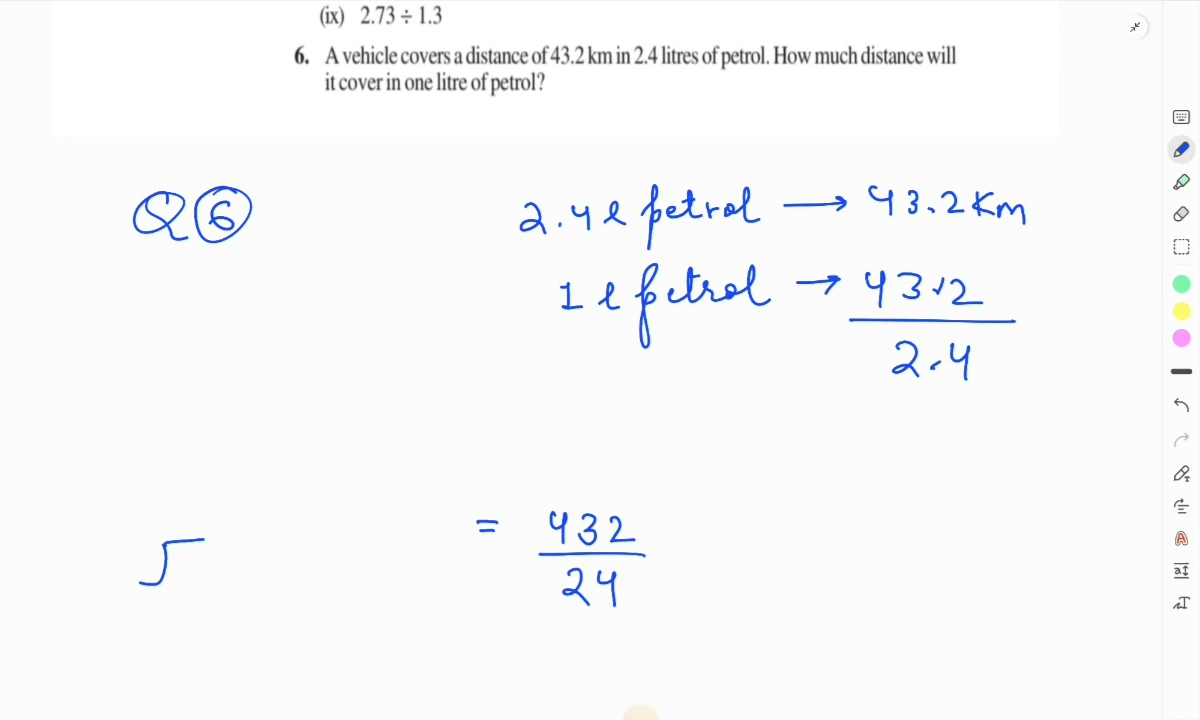 (ix) 2.73 ÷ 1.3
6. A vehicle covers a distance of 43.2 km in 2.4 litres of petrol. How much distance will
it cover in one litre of petrol?
Q 6
2.4 l petrol → 43.2 Km
1 l petrol → 43.2
2.4
= 432
24